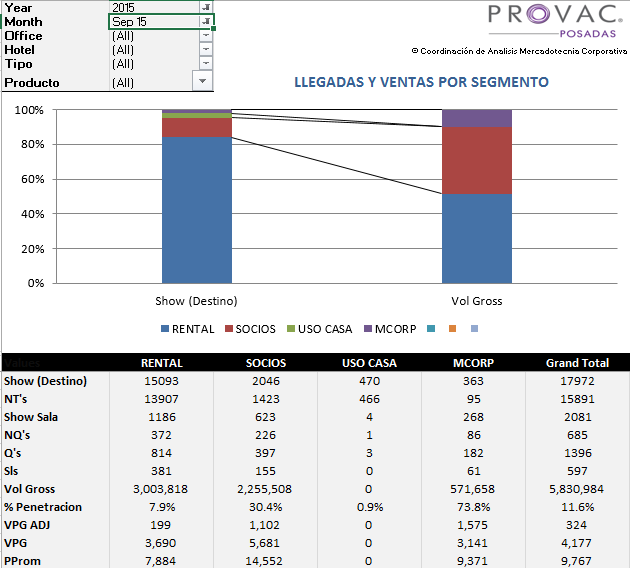 Year 2015
Month Sep 15
Office (All)
Hotel (All)
Tipo (All)
Producto (All)
PROVAC®
POSADAS
© Coordinación de Analisis Mercadotecnia Corporativa
LLEGADAS Y VENTAS POR SEGMENTO
100%
80%
60%
40%
20%
0%
Show (Destino) Vol Gross
RENTAL SOCIOS USO CASA MCORP
Values RENTAL SOCIOS USO CASA MCORP Grand Total
Show (Destino) 15093 2046 470 363 17972
NT's 13907 1423 466 95 15891
Show Sala 1186 623 4 268 2081
NQ's 372 226 1 86 685
Q's 814 397 3 182 1396
Sls 381 155 0 61 597
Vol Gross 3,003,818 2,255,508 0 571,658 5,830,984
% Penetracion 7.9% 30.4% 0.9% 73.8% 11.6%
VPG ADJ 199 1,102 0 1,575 324
VPG 3,690 5,681 0 3,141 4,177
PProm 7,884 14,552 0 9,371 9,767